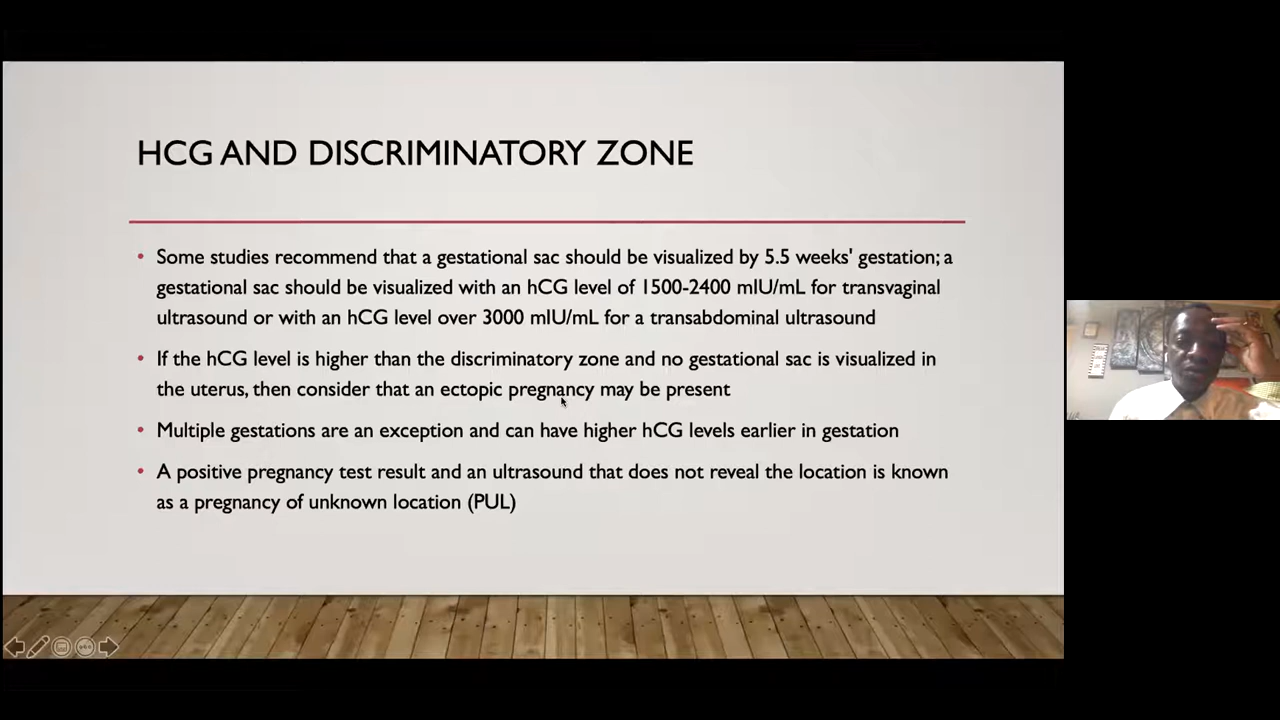 HCG AND DISCRIMINATORY ZONE
• Some studies recommend that a gestational sac should be visualized by 5.5 weeks' gestation; a
gestational sac should be visualized with an hCG level of 1500-2400 mIU/mL for transvaginal
ultrasound or with an hCG level over 3000 mIU/mL for a transabdominal ultrasound
• If the hCG level is higher than the discriminatory zone and no gestational sac is visualized in
the uterus, then consider that an ectopic pregnancy may be present
• Multiple gestations are an exception and can have higher hCG levels earlier in gestation
• A positive pregnancy test result and an ultrasound that does not reveal the location is known
as a pregnancy of unknown location (PUL)